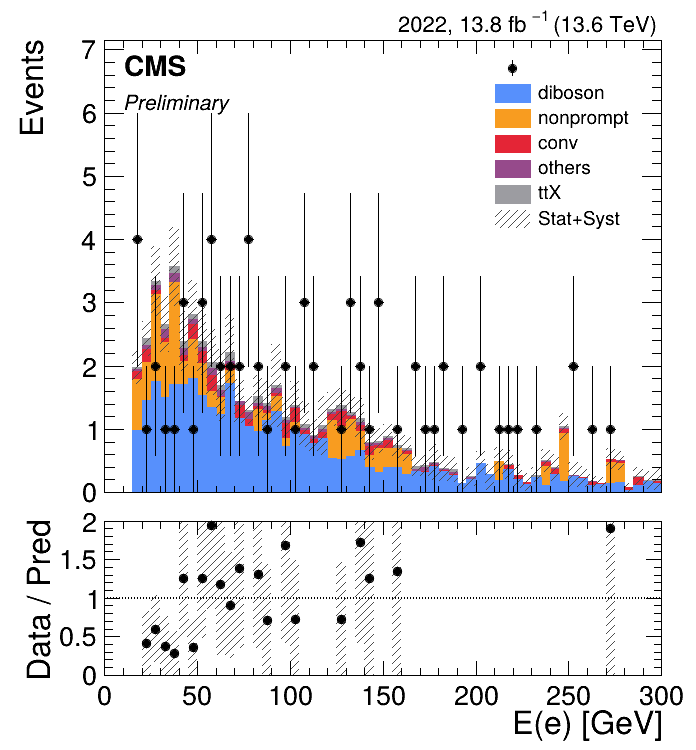 2022, 13.8 fb⁻¹ (13.6 TeV)
Events
7
6
5
4
3
2
1
0
CMS
Preliminary
diboson
nonprompt
conv
others
ttX
Stat+Syst
Data / Pred
2
1.5
1
0.5
0
0 50 100 150 200 250 300
E(e) [GeV]